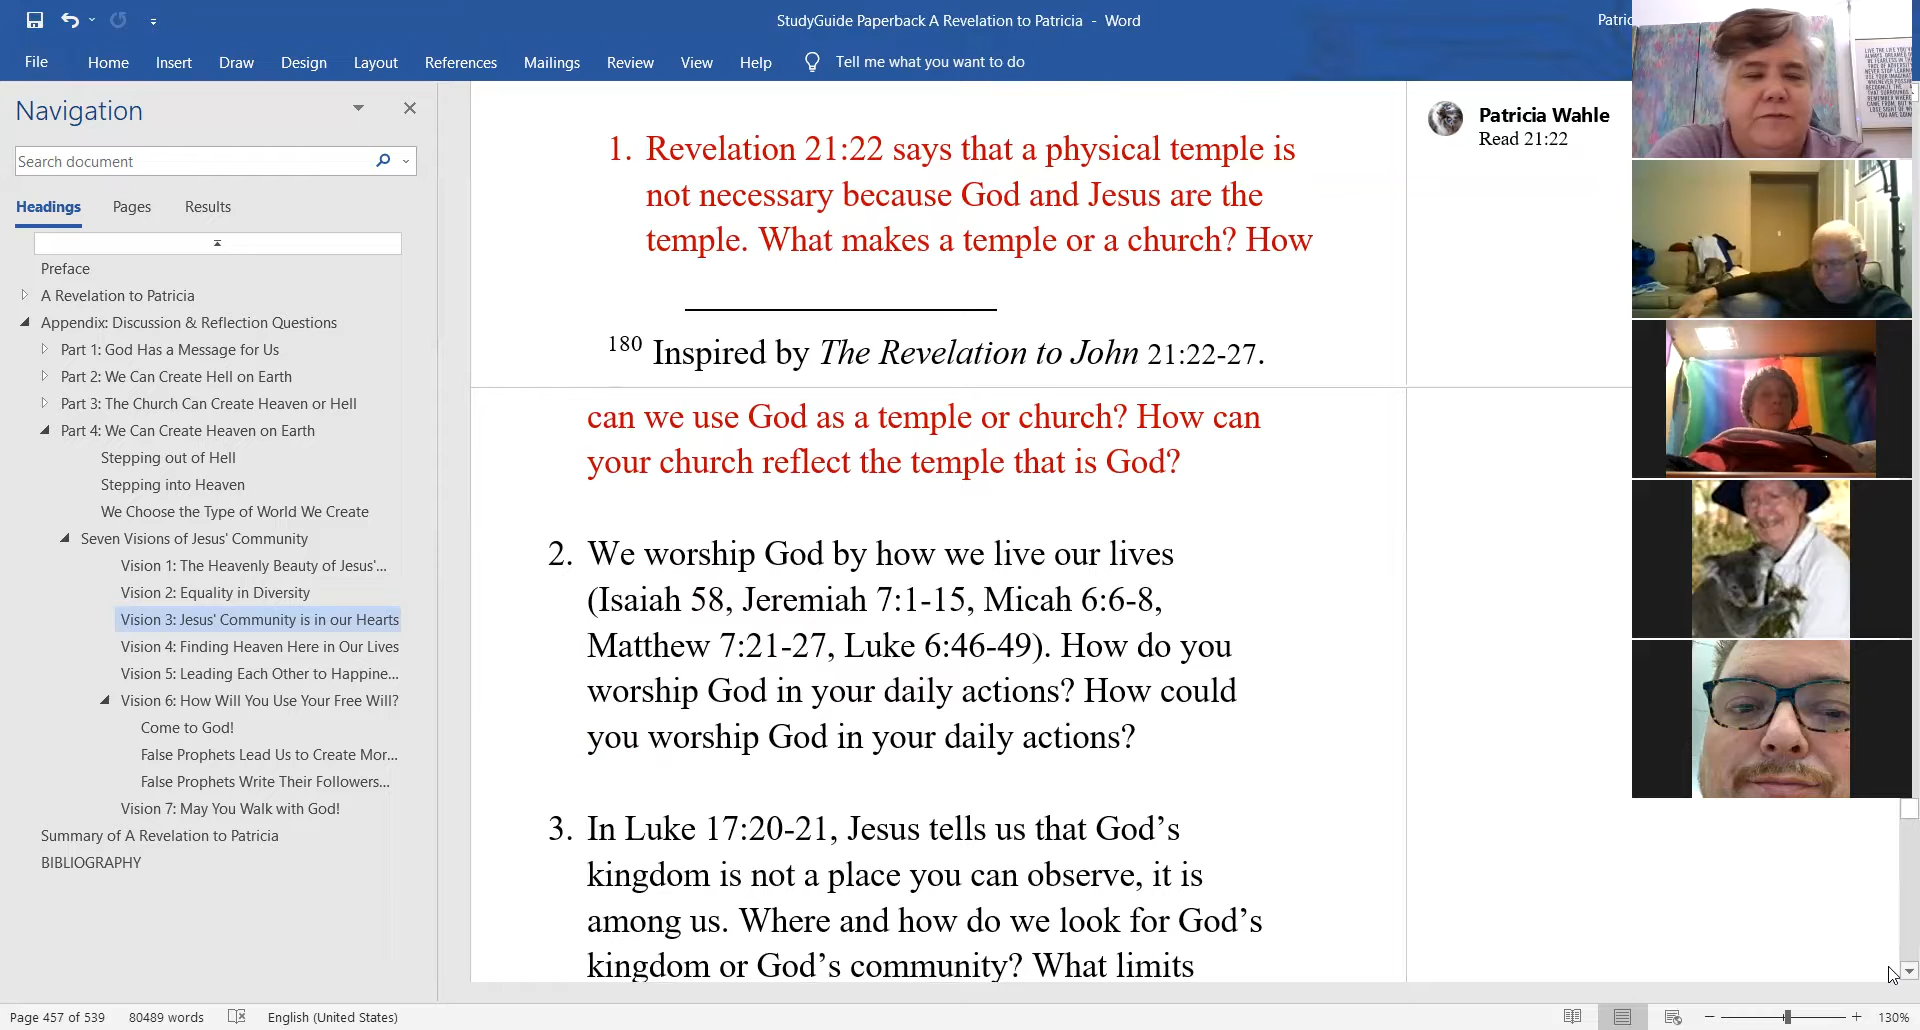 StudyGuide Paperback A Revelation to Patricia - Word
Patric
File Home Insert Draw Design Layout References Mailings Review View Help Tell me what you want to do
Navigation
Search document
Headings Pages Results
Preface
A Revelation to Patricia
Appendix: Discussion & Reflection Questions
Part 1: God Has a Message for Us
Part 2: We Can Create Hell on Earth
Part 3: The Church Can Create Heaven or Hell
Part 4: We Can Create Heaven on Earth
Stepping out of Hell
Stepping into Heaven
We Choose the Type of World We Create
Seven Visions of Jesus' Community
Vision 1: The Heavenly Beauty of Jesus'...
Vision 2: Equality in Diversity
Vision 3: Jesus' Community is in our Hearts
Vision 4: Finding Heaven Here in Our Lives
Vision 5: Leading Each Other to Happine...
Vision 6: How Will You Use Your Free Will?
Come to God!
False Prophets Lead Us to Create Mor...
False Prophets Write Their Followers...
Vision 7: May You Walk with God!
Summary of A Revelation to Patricia
BIBLIOGRAPHY
1. Revelation 21:22 says that a physical temple is
not necessary because God and Jesus are the
temple. What makes a temple or a church? How
180 Inspired by The Revelation to John 21:22-27.
can we use God as a temple or church? How can
your church reflect the temple that is God?
2. We worship God by how we live our lives
(Isaiah 58, Jeremiah 7:1-15, Micah 6:6-8,
Matthew 7:21-27, Luke 6:46-49). How do you
worship God in your daily actions? How could
you worship God in your daily actions?
3. In Luke 17:20-21, Jesus tells us that God's
kingdom is not a place you can observe, it is
among us. Where and how do we look for God's
kingdom or God's community? What limits
Patricia Wahle
Read 21:22
Page 457 of 539 80489 words English (United States)
130%